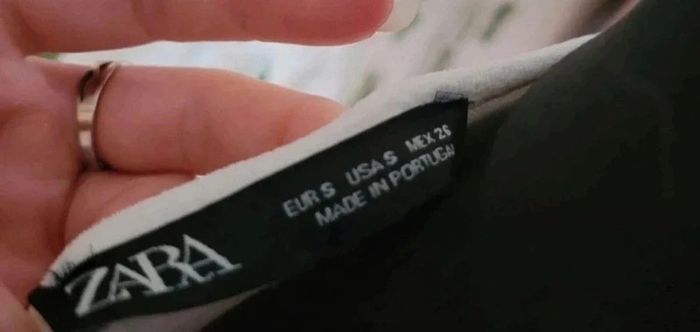 ZARA
EUR S USA S MEX 26
MADE IN PORTUGAL